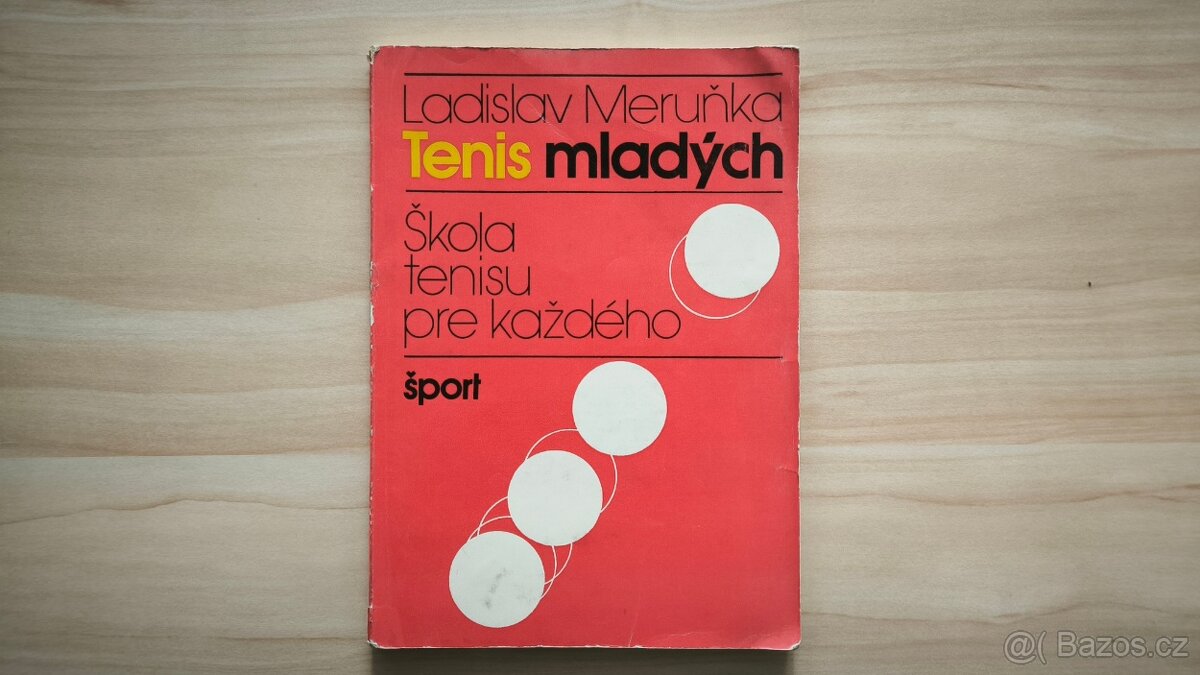 Ladislav Meruňka
Tenis mladých
Škola
tenisu
pre každého
šport
@( Bazos.cz